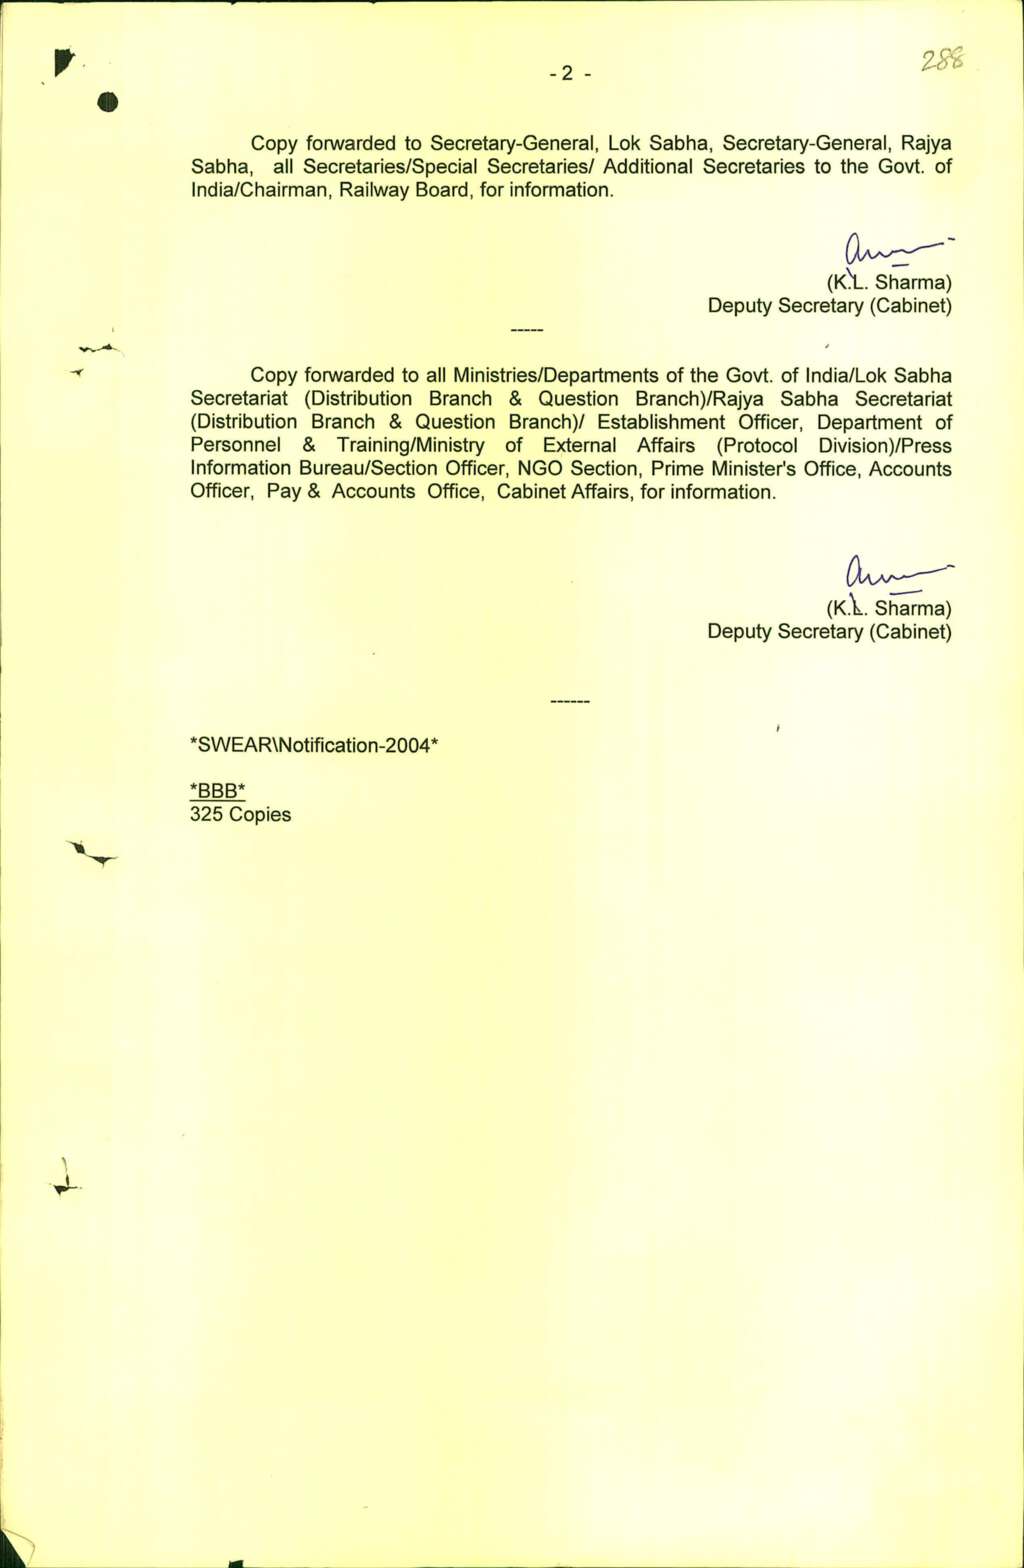 - 2 -
288
Copy forwarded to Secretary-General, Lok Sabha, Secretary-General, Rajya
Sabha, all Secretaries/Special Secretaries/ Additional Secretaries to the Govt. of
India/Chairman, Railway Board, for information.
(K.L. Sharma)
Deputy Secretary (Cabinet)
-----
Copy forwarded to all Ministries/Departments of the Govt. of India/Lok Sabha
Secretariat (Distribution Branch & Question Branch)/Rajya Sabha Secretariat
(Distribution Branch & Question Branch)/ Establishment Officer, Department of
Personnel & Training/Ministry of External Affairs (Protocol Division)/Press
Information Bureau/Section Officer, NGO Section, Prime Minister's Office, Accounts
Officer, Pay & Accounts Office, Cabinet Affairs, for information.
(K.L. Sharma)
Deputy Secretary (Cabinet)
------
*SWEAR\Notification-2004*
*BBB*
325 Copies